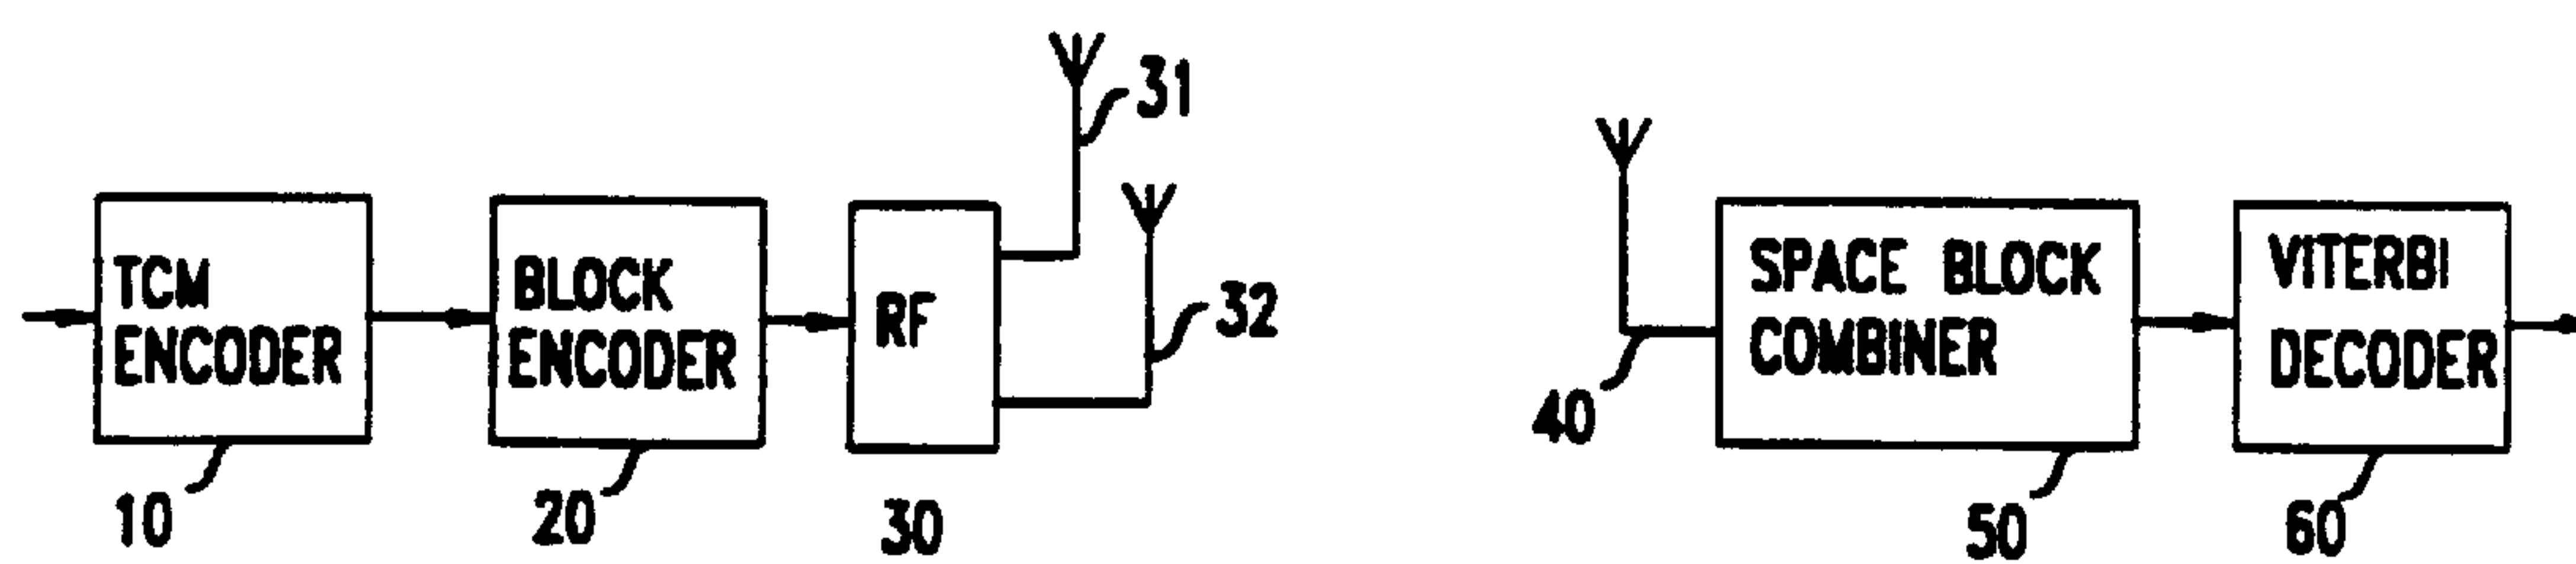 31
32
TCM
ENCODER
BLOCK
ENCODER
RF
10
20
30
40
SPACE BLOCK
COMBINER
VITERBI
DECODER
50
60